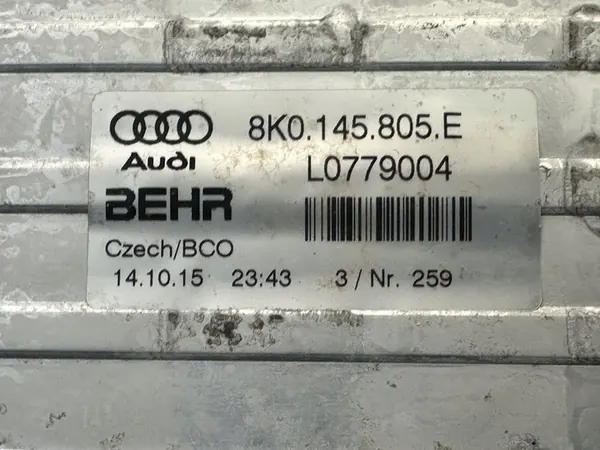 8K0.145.805.E
Audi
L0779004
BEHR
Czech/BCO
14.10.15 23:43 3 / Nr. 259